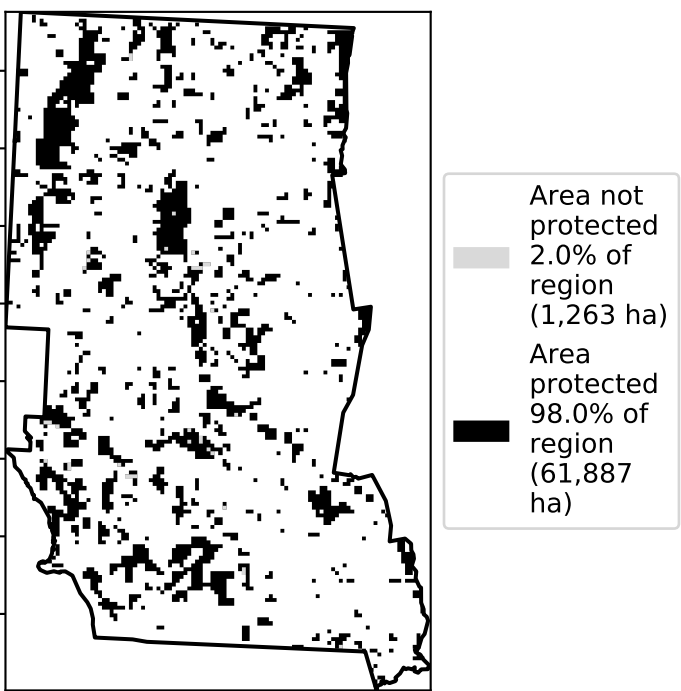 Area not
protected
2.0% of
region
(1,263 ha)
Area
protected
98.0% of
region
(61,887
ha)